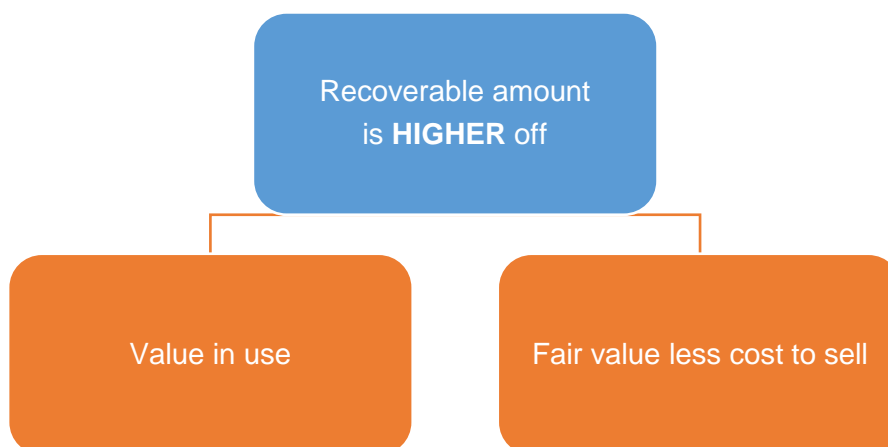 Recoverable amount
is HIGHER off
Value in use
Fair value less cost to sell